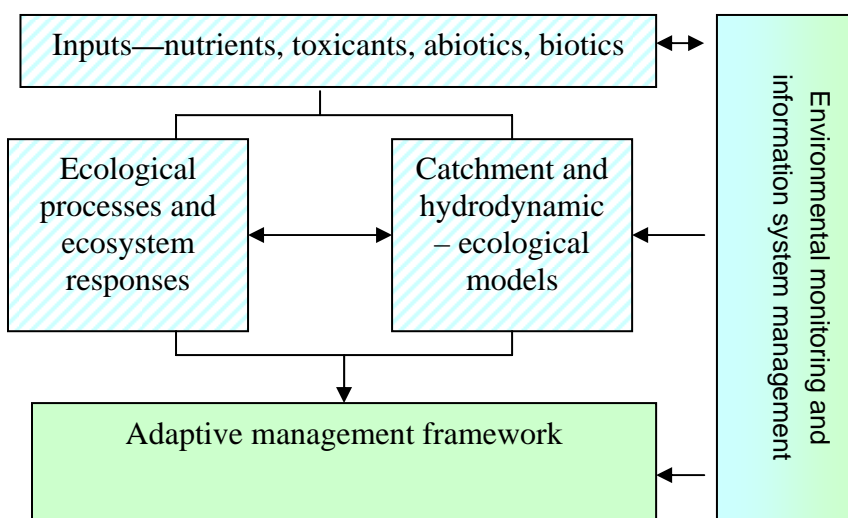 Inputs—nutrients, toxicants, abiotics, biotics
Ecological
processes and
ecosystem
responses
Catchment and
hydrodynamic
– ecological
models
Adaptive management framework
Environmental monitoring and
information system management